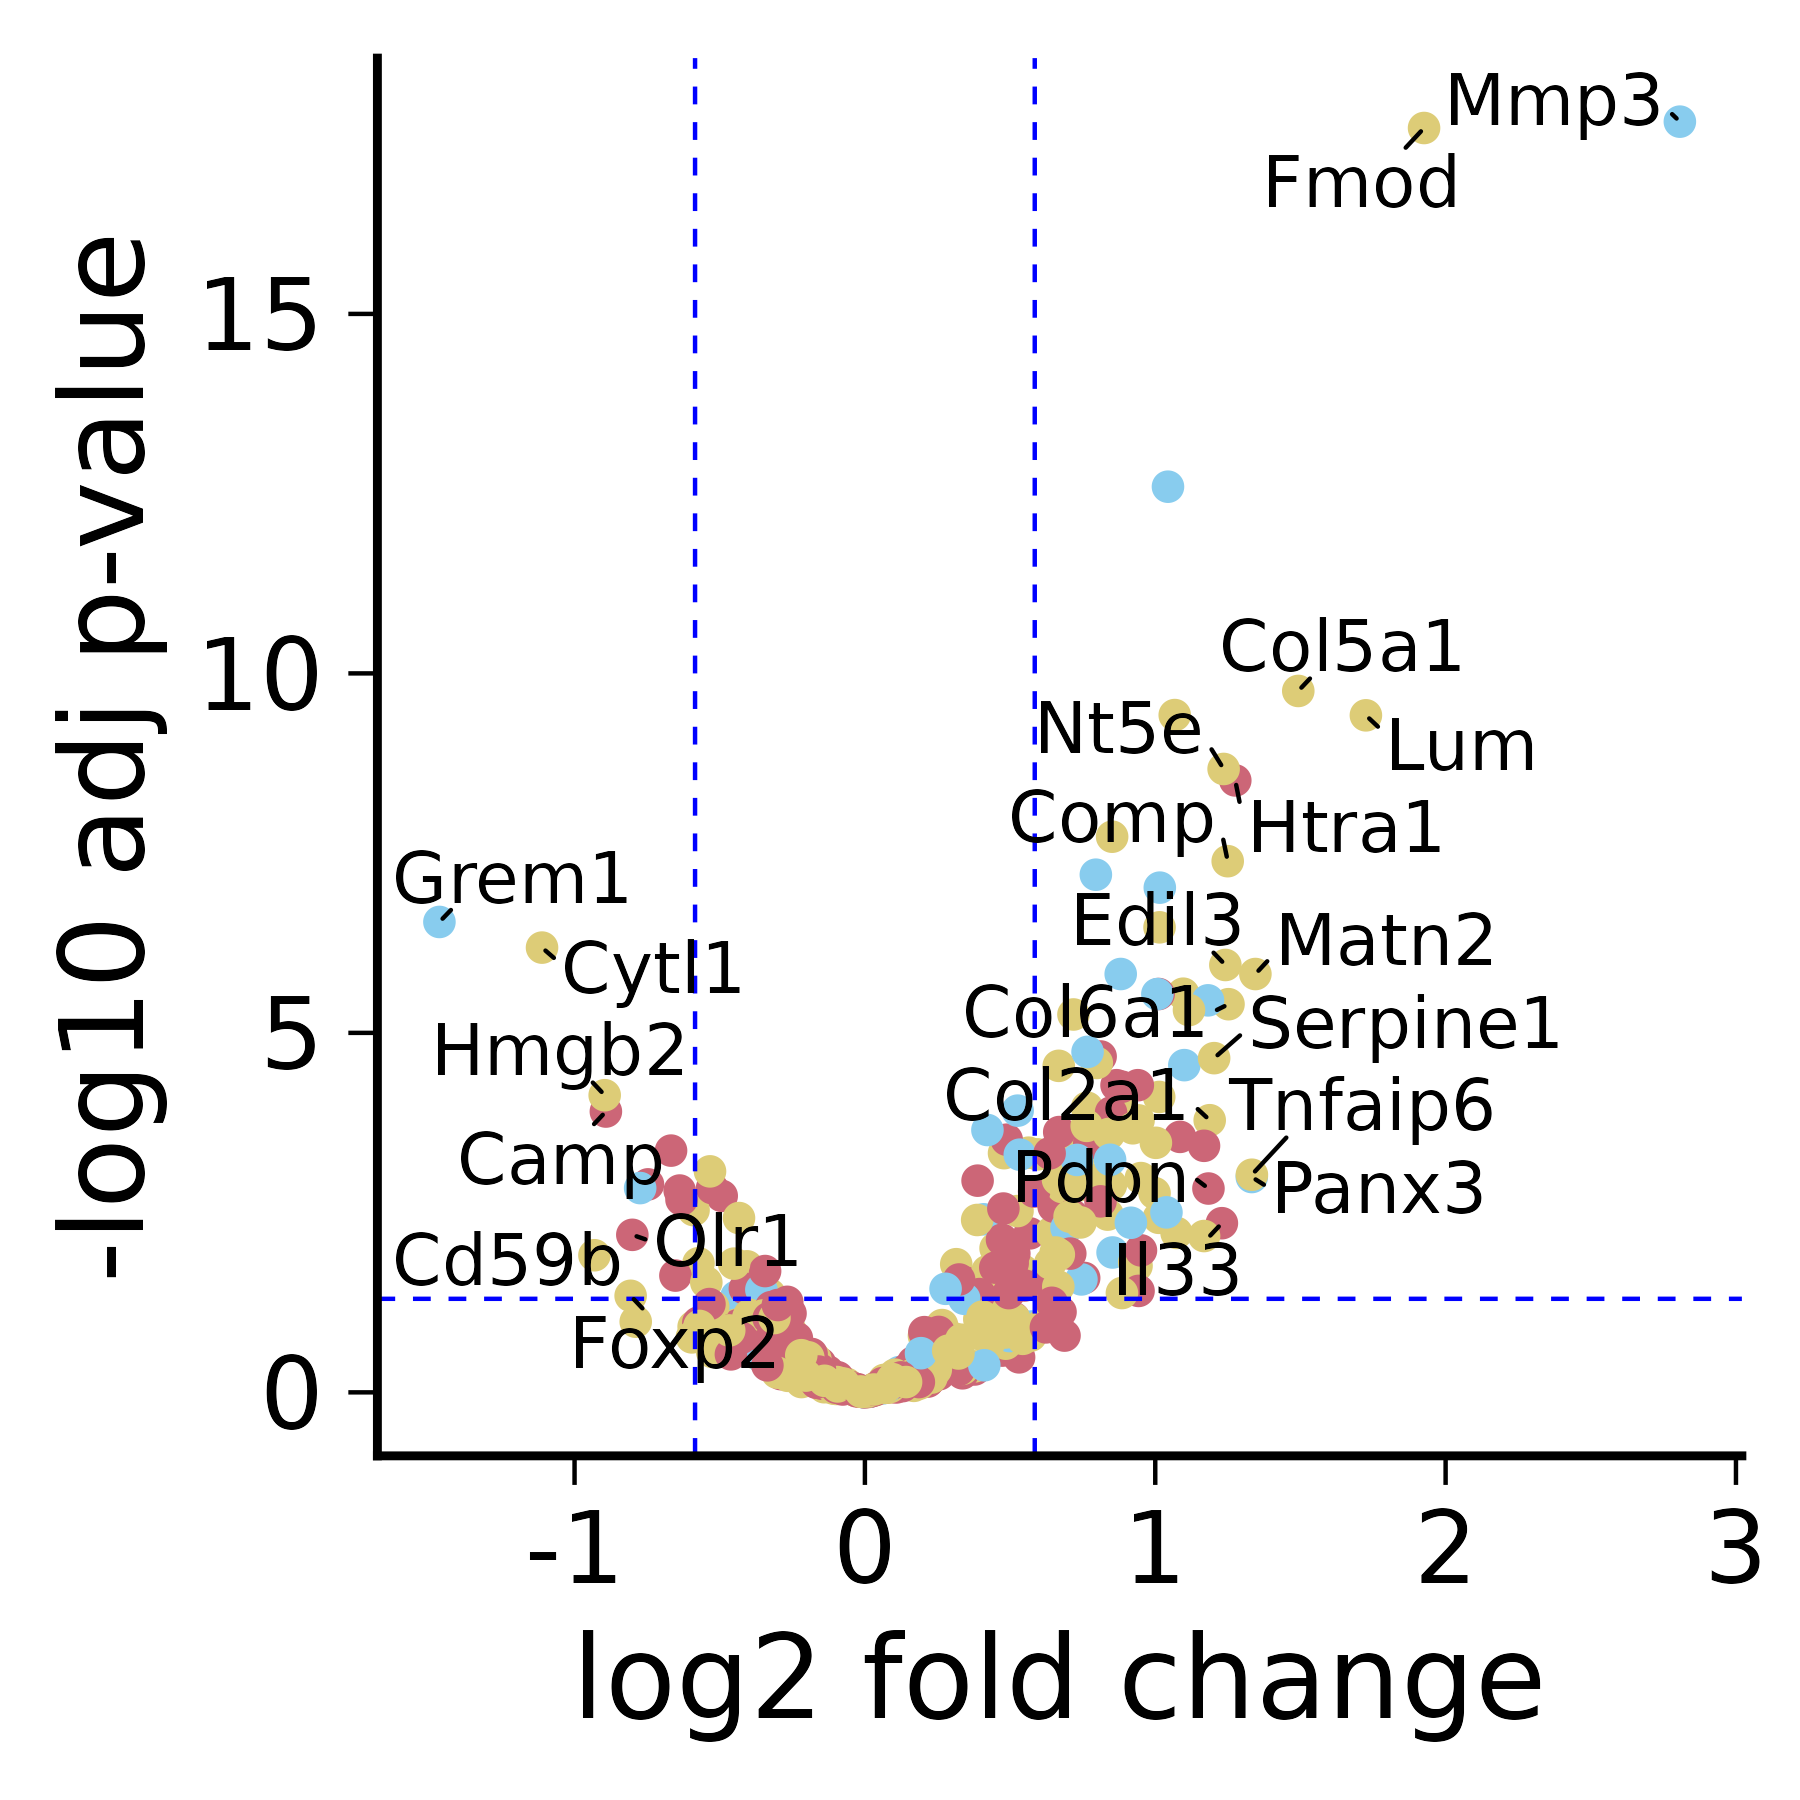 Mmp3
Fmod
15
Col5a1
10
Nt5e
Lum
Comp
Htra1
Grem1
Edil3
Matn2
Cytl1
Col6a1
Serpine1
5
Hmgb2
Col2a1
Tnfaip6
Camp
Pdpn
Panx3
Olr1
Cd59b
Il33
Foxp2
0
-log10 adj p-value
-1 0 1 2 3
log2 fold change